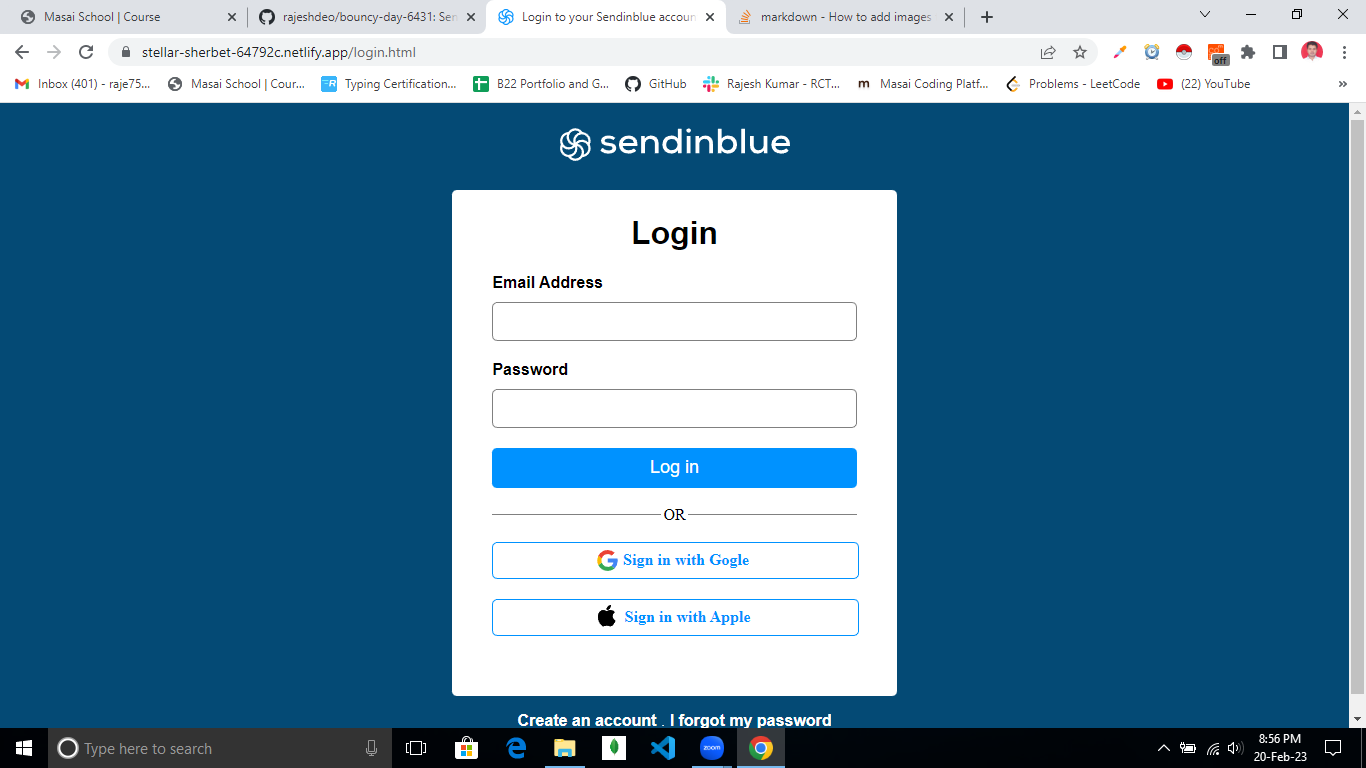 Masai School | Course
rajeshdeo/bouncy-day-6431: Sen
Login to your Sendinblue accoun
markdown - How to add images
stellar-sherbet-64792c.netlify.app/login.html
off
Inbox (401) - raje75...
Masai School | Cour...
Typing Certification...
B22 Portfolio and G...
GitHub
Rajesh Kumar - RCT...
m Masai Coding Platf...
Problems - LeetCode
(22) YouTube
»
sendinblue
Login
Email Address
Password
Log in
OR
Sign in with Gogle
Sign in with Apple
Create an account . I forgot my password
Type here to search
zoom
8:56 PM
20-Feb-23